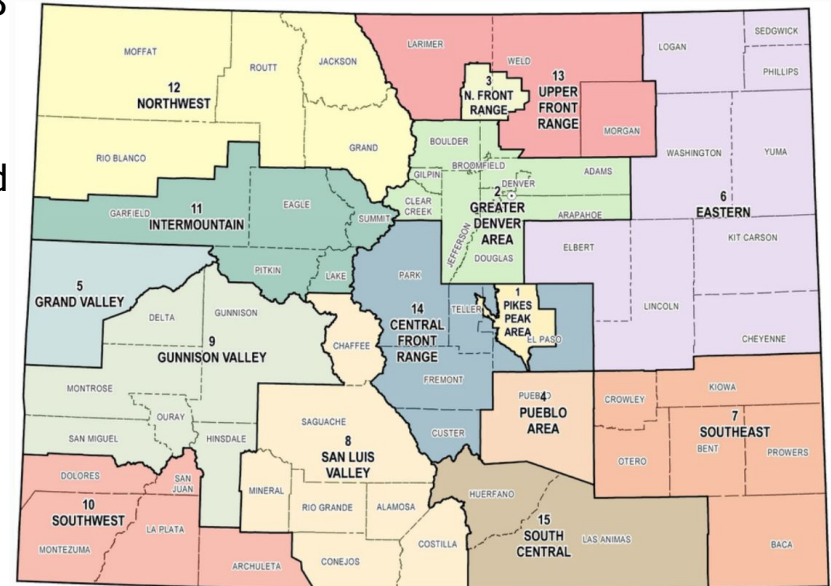 d
MOFFAT
ROUTT
JACKSON
12
NORTHWEST
RIO BLANCO
GRAND
LARIMER
WELD
3
N. FRONT
RANGE
13
UPPER
FRONT
RANGE
MORGAN
LOGAN
SEDGWICK
PHILLIPS
WASHINGTON
YUMA
6
EASTERN
KIT CARSON
ELBERT
LINCOLN
CHEYENNE
BOULDER
BROOMFIELD
GILPIN
ADAMS
DENVER
CLEAR
CREEK
2
GREATER
DENVER
AREA
ARAPAHOE
JEFFERSON
DOUGLAS
GARFIELD
11
INTERMOUNTAIN
EAGLE
SUMMIT
PITKIN
LAKE
5
GRAND VALLEY
DELTA
GUNNISON
9
GUNNISON VALLEY
MONTROSE
OURAY
SAN MIGUEL
HINSDALE
CHAFFEE
PARK
14
CENTRAL
FRONT
RANGE
TELLER
1
PIKES
PEAK
AREA
EL PASO
FREMONT
CUSTER
PUEBLO
4
PUEBLO
AREA
CROWLEY
KIOWA
7
SOUTHEAST
OTERO
BENT
PROWERS
BACA
SAGUACHE
8
SAN LUIS
VALLEY
MINERAL
RIO GRANDE
ALAMOSA
CONEJOS
COSTILLA
DOLORES
SAN
JUAN
10
SOUTHWEST
LA PLATA
MONTEZUMA
ARCHULETA
HUERFANO
15
SOUTH
CENTRAL
LAS ANIMAS